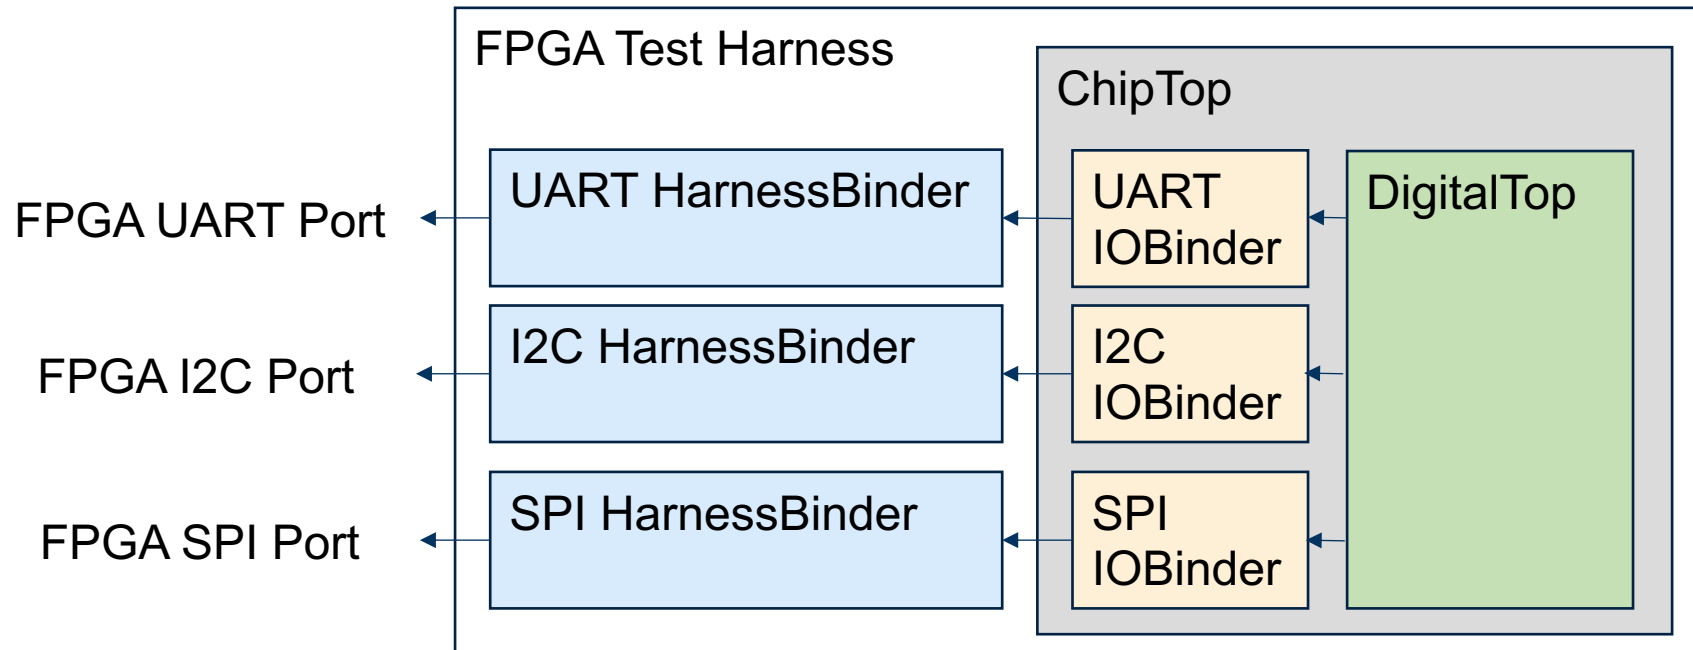 FPGA Test Harness
ChipTop
FPGA UART Port
UART HarnessBinder
UART
IOBinder
DigitalTop
FPGA I2C Port
I2C HarnessBinder
I2C
IOBinder
FPGA SPI Port
SPI HarnessBinder
SPI
IOBinder